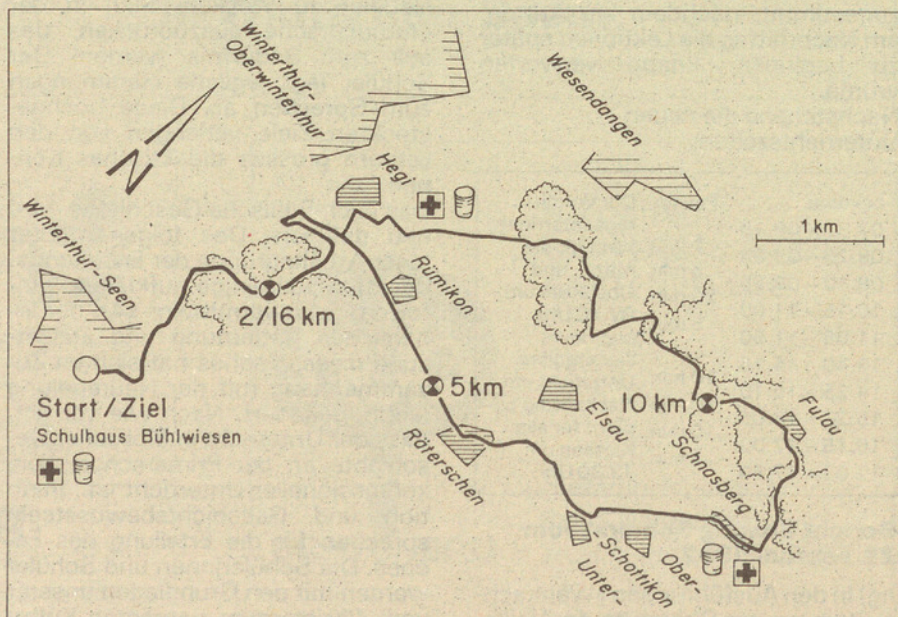 Winterthur-
Oberwinterthur
Wiesendangen
N
Hegi
1 km
Winterthur-Seen
Rümikon
2/16 km
5 km
Elsau
10 km
Fulau
Start/Ziel
Schulhaus Bühlwiesen
Räterschen
Schnasberg
Unter-
Ober-
-Schottikon